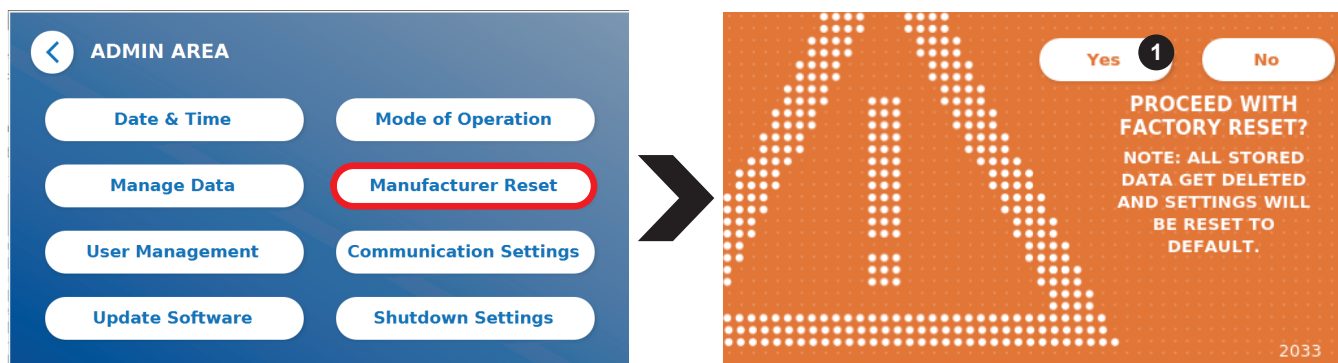 ADMIN AREA
Date & Time
Mode of Operation
Manage Data
Manufacturer Reset
User Management
Communication Settings
Update Software
Shutdown Settings
Yes
1
No
PROCEED WITH
FACTORY RESET?
NOTE: ALL STORED
DATA GET DELETED
AND SETTINGS WILL
BE RESET TO
DEFAULT.
2033